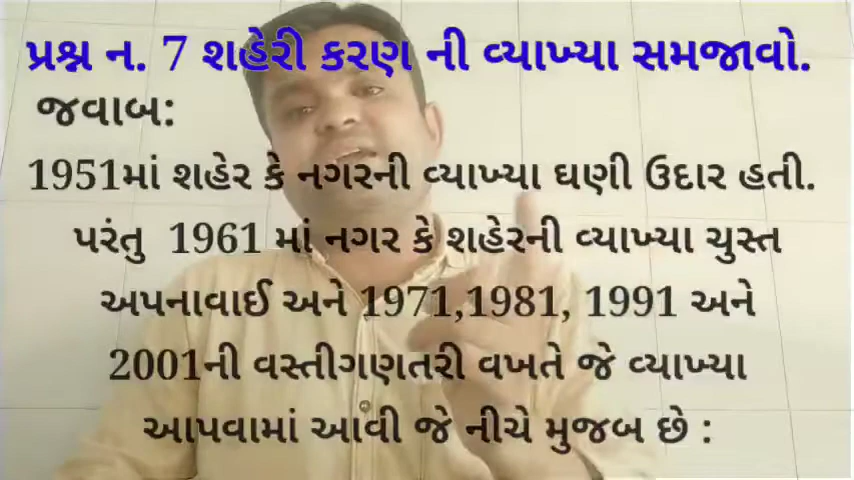 પ્રશ્ન ન. 7 શહેરી કરણ ની વ્યાખ્યા સમજાવો.
જવાબ:
1951માં શહેર કે નગરની વ્યાખ્યા ઘણી ઉદાર હતી.
પરંતુ 1961 માં નગર કે શહેરની વ્યાખ્યા ચુસ્ત
અપનાવાઈ અને 1971,1981, 1991 અને
2001ની વસ્તીગણતરી વખતે જે વ્યાખ્યા
આપવામાં આવી જે નીચે મુજબ છે :